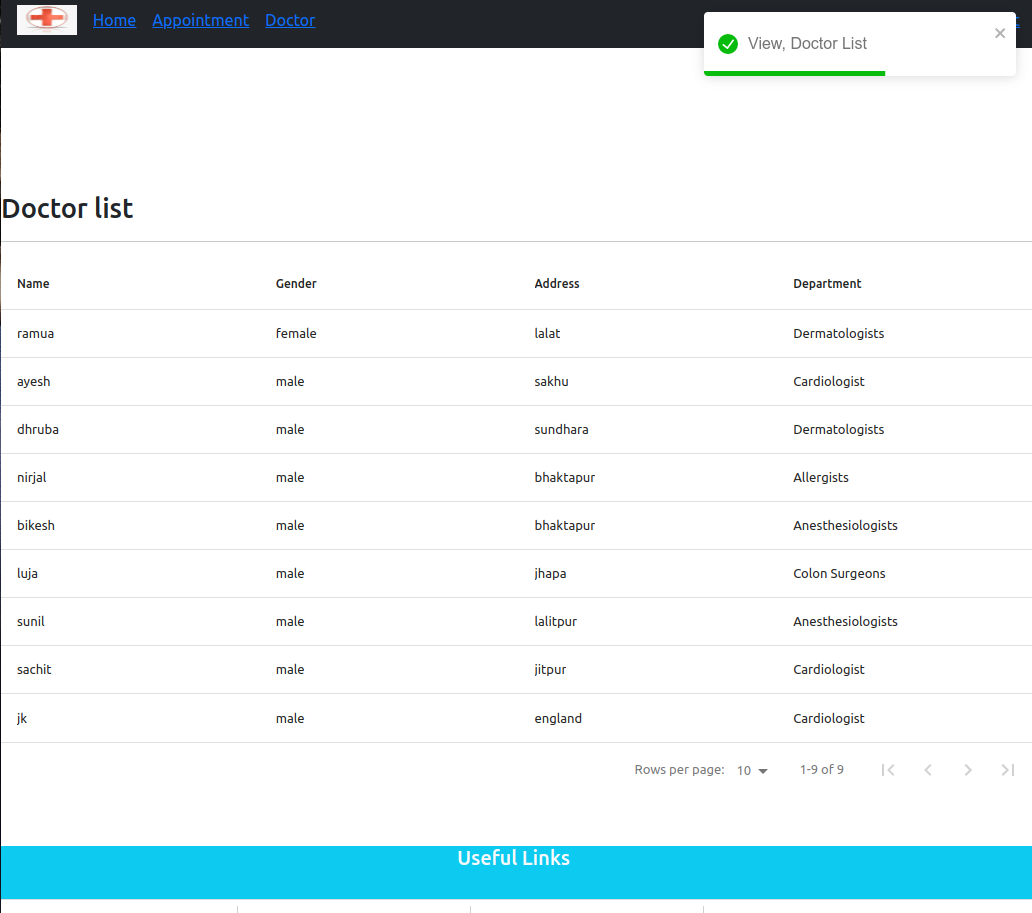 Home Appointment Doctor
View, Doctor List
Doctor list
Name Gender Address Department
ramua female lalat Dermatologists
ayesh male sakhu Cardiologist
dhruba male sundhara Dermatologists
nirjal male bhaktapur Allergists
bikesh male bhaktapur Anesthesiologists
luja male jhapa Colon Surgeons
sunil male lalitpur Anesthesiologists
sachit male jitpur Cardiologist
jk male england Cardiologist
Rows per page: 10 1-9 of 9
Useful Links